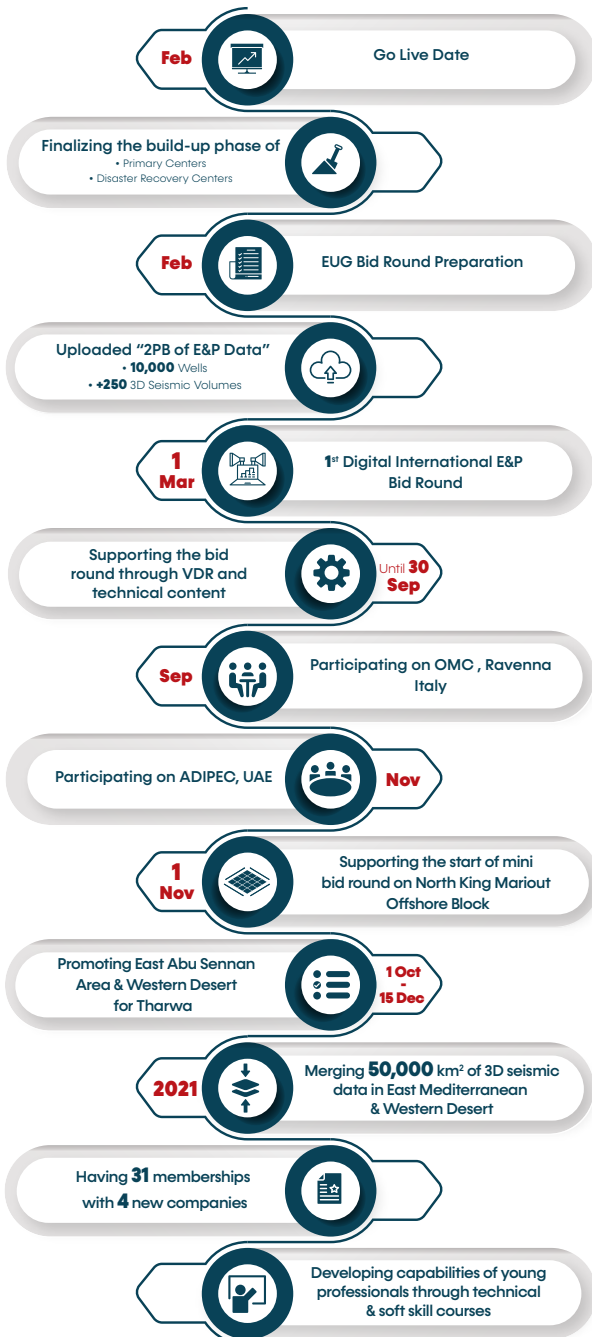 Feb
Go Live Date
Finalizing the build-up phase of
• Primary Centers
• Disaster Recovery Centers
Feb
EUG Bid Round Preparation
Uploaded “2PB of E&P Data”
• 10,000 Wells
• +250 3D Seismic Volumes
1
Mar
1st Digital International E&P
Bid Round
Supporting the bid
round through VDR and
technical content
Until 30
Sep
Sep
Participating on OMC , Ravenna
Italy
Participating on ADIPEC, UAE
Nov
1
Nov
Supporting the start of mini
bid round on North King Mariout
Offshore Block
Promoting East Abu Sennan
Area & Western Desert
for Tharwa
1 Oct
-
15 Dec
2021
Merging 50,000 km² of 3D seismic
data in East Mediterranean
& Western Desert
Having 31 memberships
with 4 new companies
Developing capabilities of young
professionals through technical
& soft skill courses